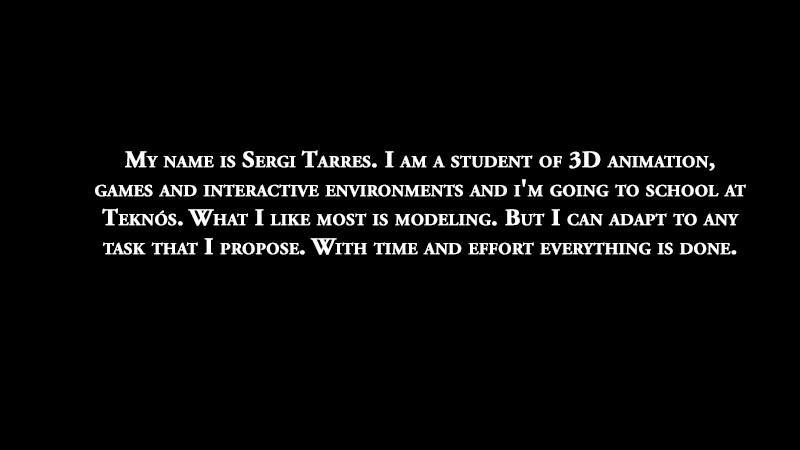 My name is Sergi Tarres. I am a student of 3D animation,
games and interactive environments and i'm going to school at
Teknós. What I like most is modeling. But I can adapt to any
task that I propose. With time and effort everything is done.